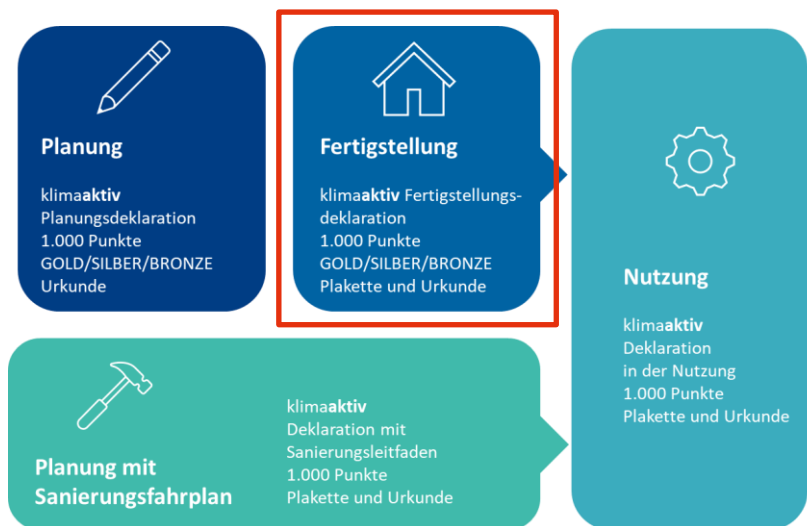 Planung
klimaaktiv
Planungsdeklaration
1.000 Punkte
GOLD/SILBER/BRONZE
Urkunde
Fertigstellung
klimaaktiv Fertigstellungs-
deklaration
1.000 Punkte
GOLD/SILBER/BRONZE
Plakette und Urkunde
Nutzung
klimaaktiv
Deklaration
in der Nutzung
1.000 Punkte
Plakette und Urkunde
Planung mit
Sanierungsfahrplan
klimaaktiv
Deklaration mit
Sanierungsleitfaden
1.000 Punkte
Plakette und Urkunde